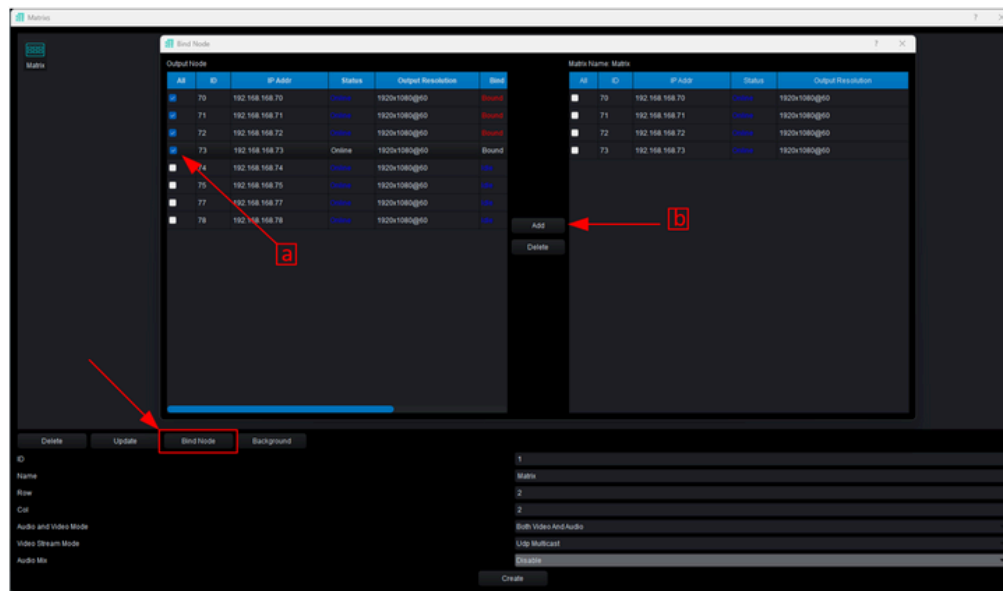 Matrixs
? X
Matrix
Bind Node
? X
Output Node
All ID IP Addr Status Output Resolution Bind
70 192.168.168.70 1920x1080@60 Bound
71 192.168.168.71 1920x1080@60 Bound
72 192.168.168.72 1920x1080@60 Bound
73 192.168.168.73 Online 1920x1080@60 Bound
74 192.168.168.74 1920x1080@60
75 192.168.168.75 1920x1080@60
77 192.168.168.77 1920x1080@60
78 192.168.168.78 1920x1080@60
a
Add
Delete
b
Matrix Name: Matrix
All ID IP Addr Status Output Resolution
70 192.168.168.70 1920x1080@60
71 192.168.168.71 1920x1080@60
72 192.168.168.72 1920x1080@60
73 192.168.168.73 1920x1080@60
Delete Update Bind Node Background
ID 1
Name Matrix
Row 2
Col 2
Audio and Video Mode Both Video And Audio
Video Stream Mode Udp Multicast
Audio Mix Disable
Create